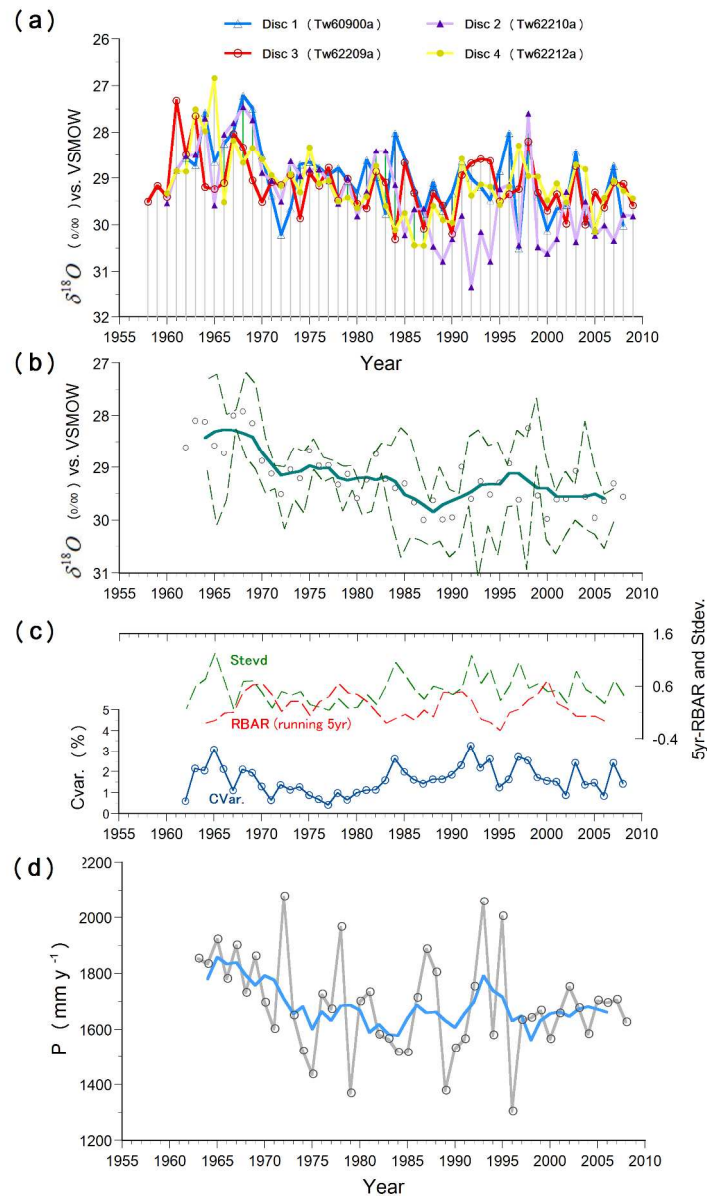 (a)
Disc 1 (Tw60900a) Disc 2 (Tw62210a)
Disc 3 (Tw62209a) Disc 4 (Tw62212a)
26
27
28
29
30
31
32
δ18O (o/oo) vs. VSMOW
1955 1960 1965 1970 1975 1980 1985 1990 1995 2000 2005 2010
Year
(b)
27
28
29
30
31
δ18O (o/oo) vs. VSMOW
1955 1960 1965 1970 1975 1980 1985 1990 1995 2000 2005 2010
(c)
1.6
0.6
-0.4
5yr-RBAR and Stdev.
Stevd
RBAR (running 5yr)
5
4
3
2
1
0
Cvar. (%)
CVar.
1955 1960 1965 1970 1975 1980 1985 1990 1995 2000 2005 2010
(d)
2200
2000
1800
1600
1400
1200
P (mm y -1)
1955 1960 1965 1970 1975 1980 1985 1990 1995 2000 2005 2010
Year